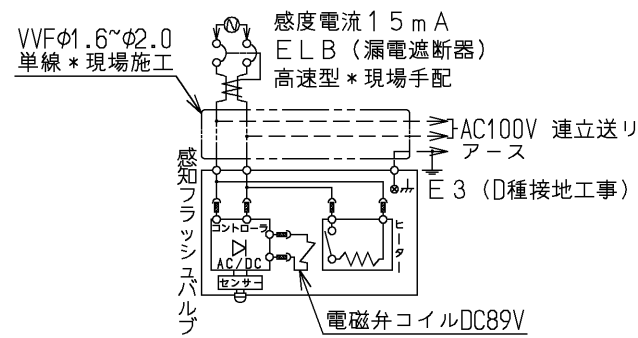 感度電流15mA
ELB（漏電遮断器）
高速型＊現場手配
VVFφ1.6~φ2.0
単線＊現場施工
AC100V 連立送リ
アース
E3（D種接地工事）
感知フラッシュバルブ
コントローラ
AC/DC
センサー
ヒーター
電磁弁コイルDC89V